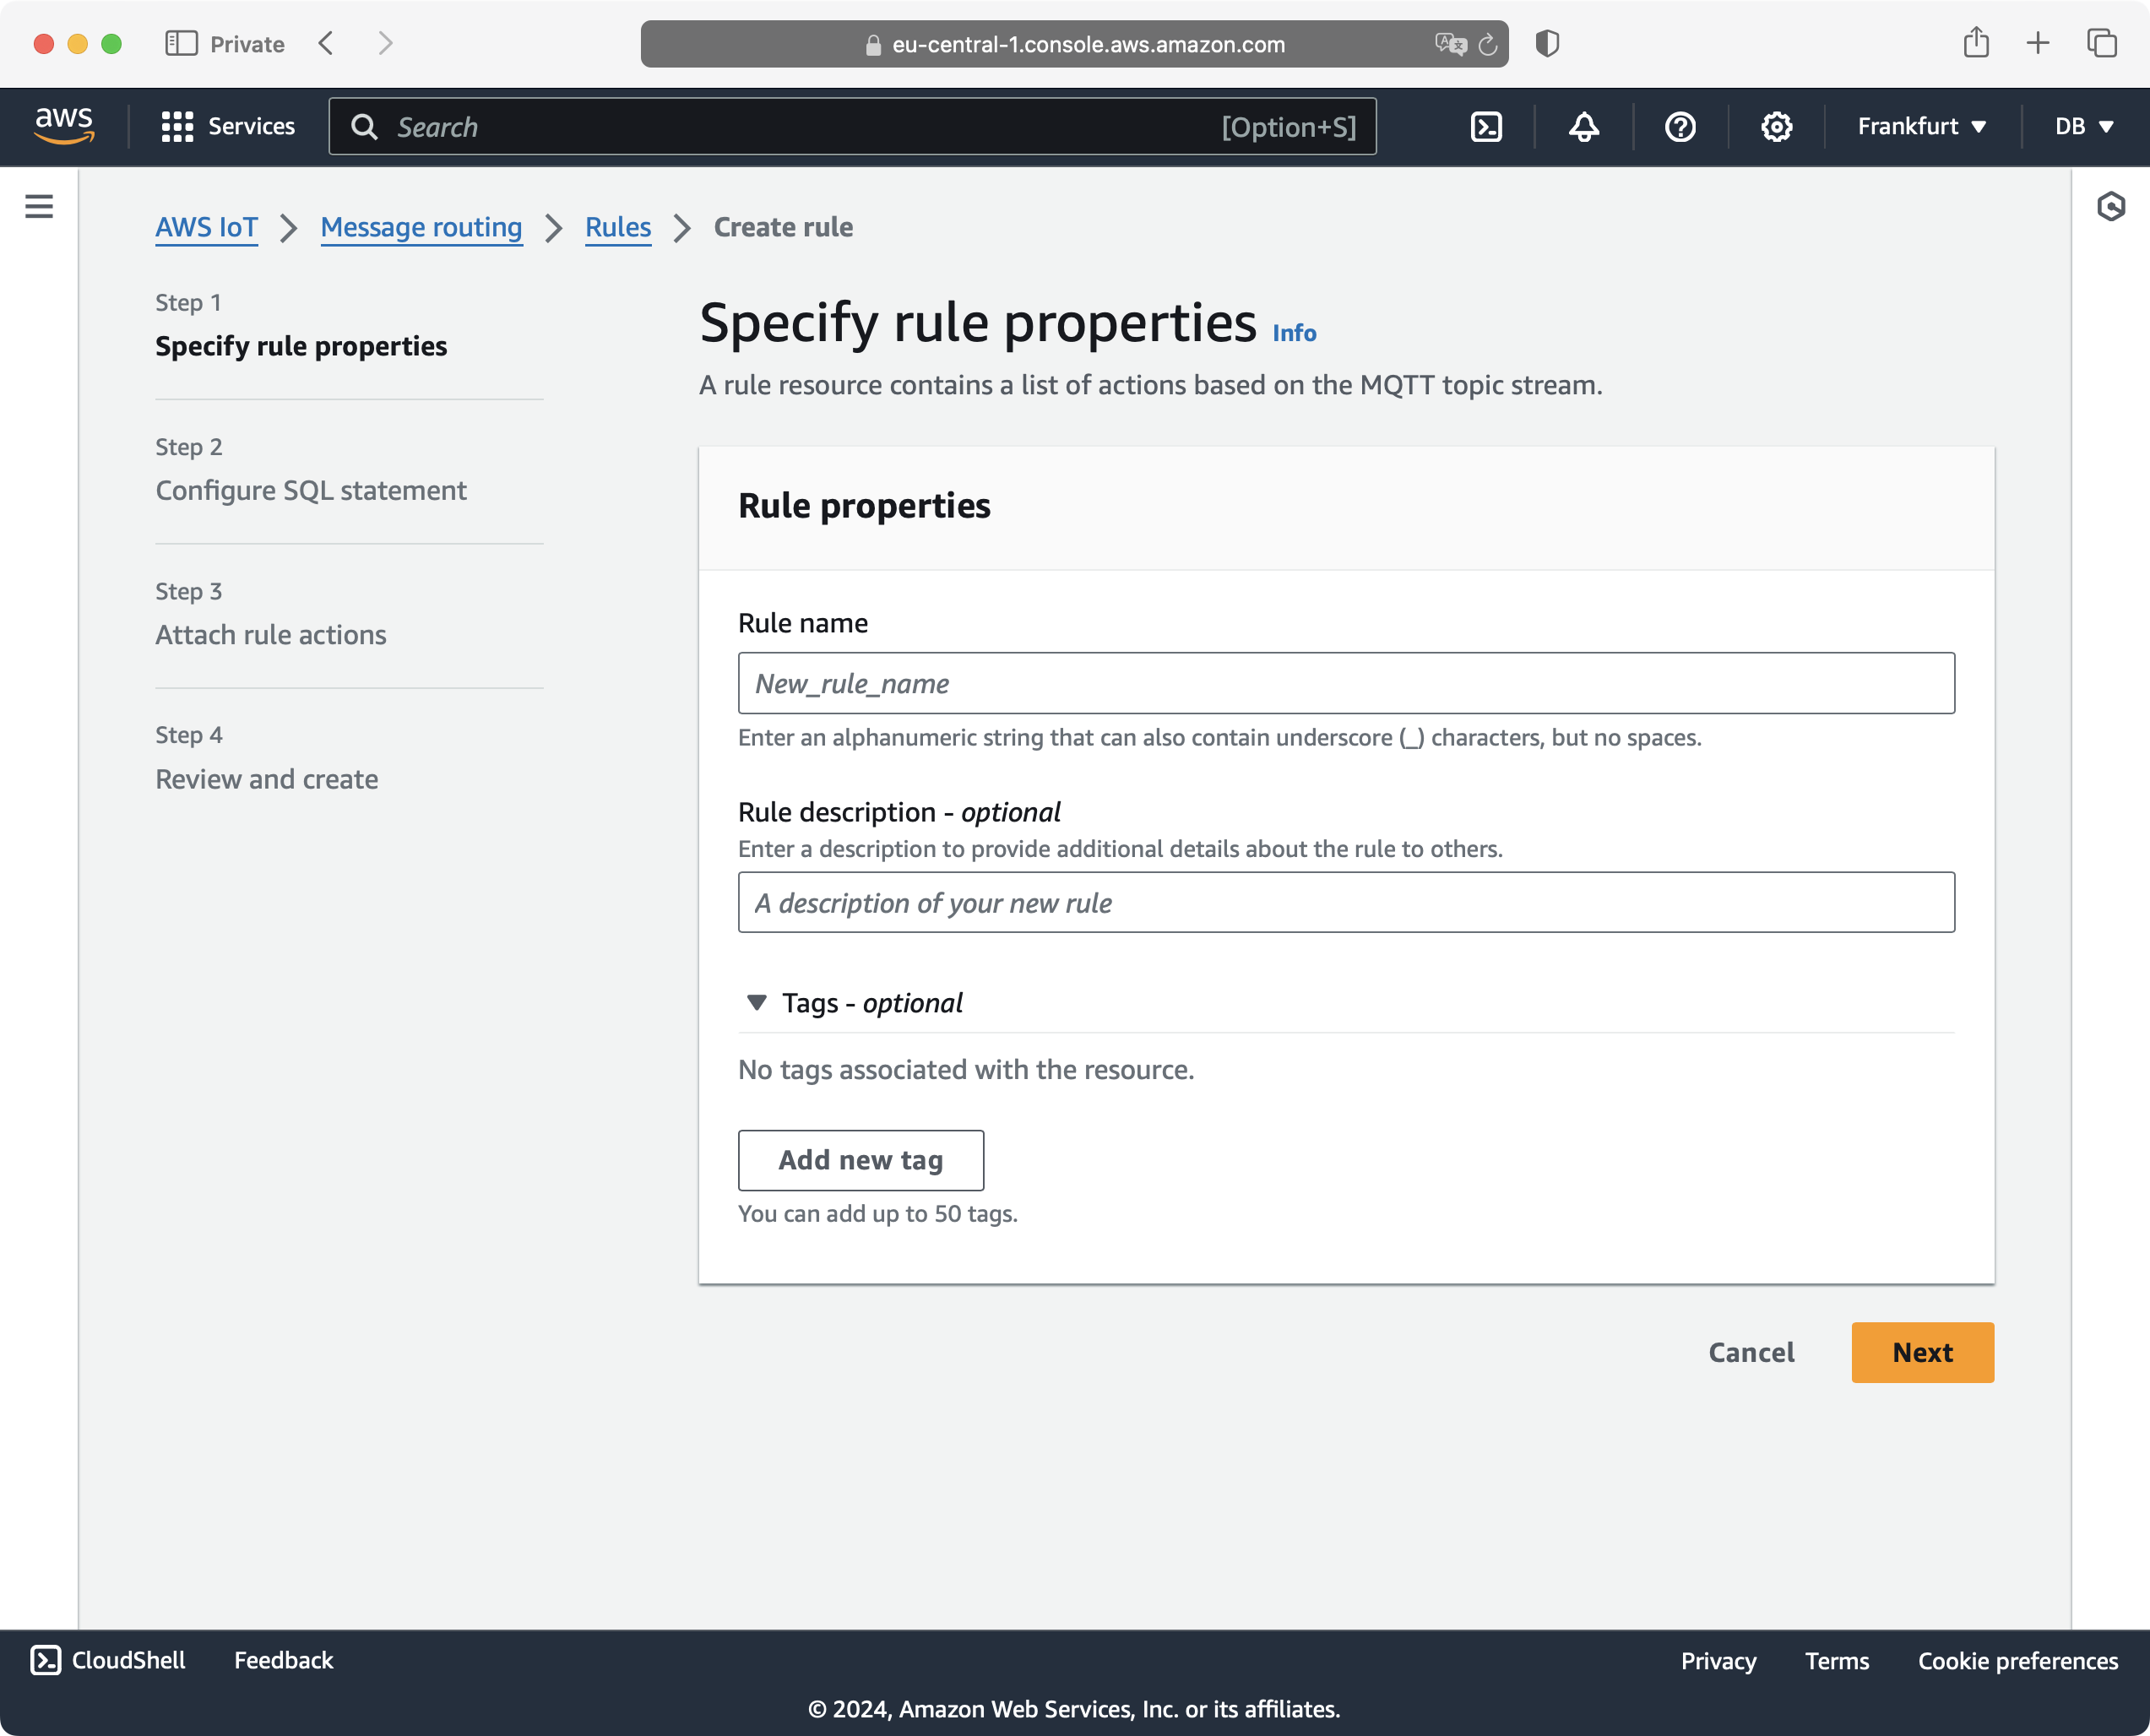 Private
eu-central-1.console.aws.amazon.com
aws
Services
Search
[Option+S]
Frankfurt
DB
AWS IoT
Message routing
Rules
Create rule
Step 1
Specify rule properties
Step 2
Configure SQL statement
Step 3
Attach rule actions
Step 4
Review and create
Specify rule properties Info
A rule resource contains a list of actions based on the MQTT topic stream.
Rule properties
Rule name
New_rule_name
Enter an alphanumeric string that can also contain underscore (_) characters, but no spaces.
Rule description - optional
Enter a description to provide additional details about the rule to others.
A description of your new rule
Tags - optional
No tags associated with the resource.
Add new tag
You can add up to 50 tags.
Cancel
Next
CloudShell
Feedback
Privacy
Terms
Cookie preferences
© 2024, Amazon Web Services, Inc. or its affiliates.